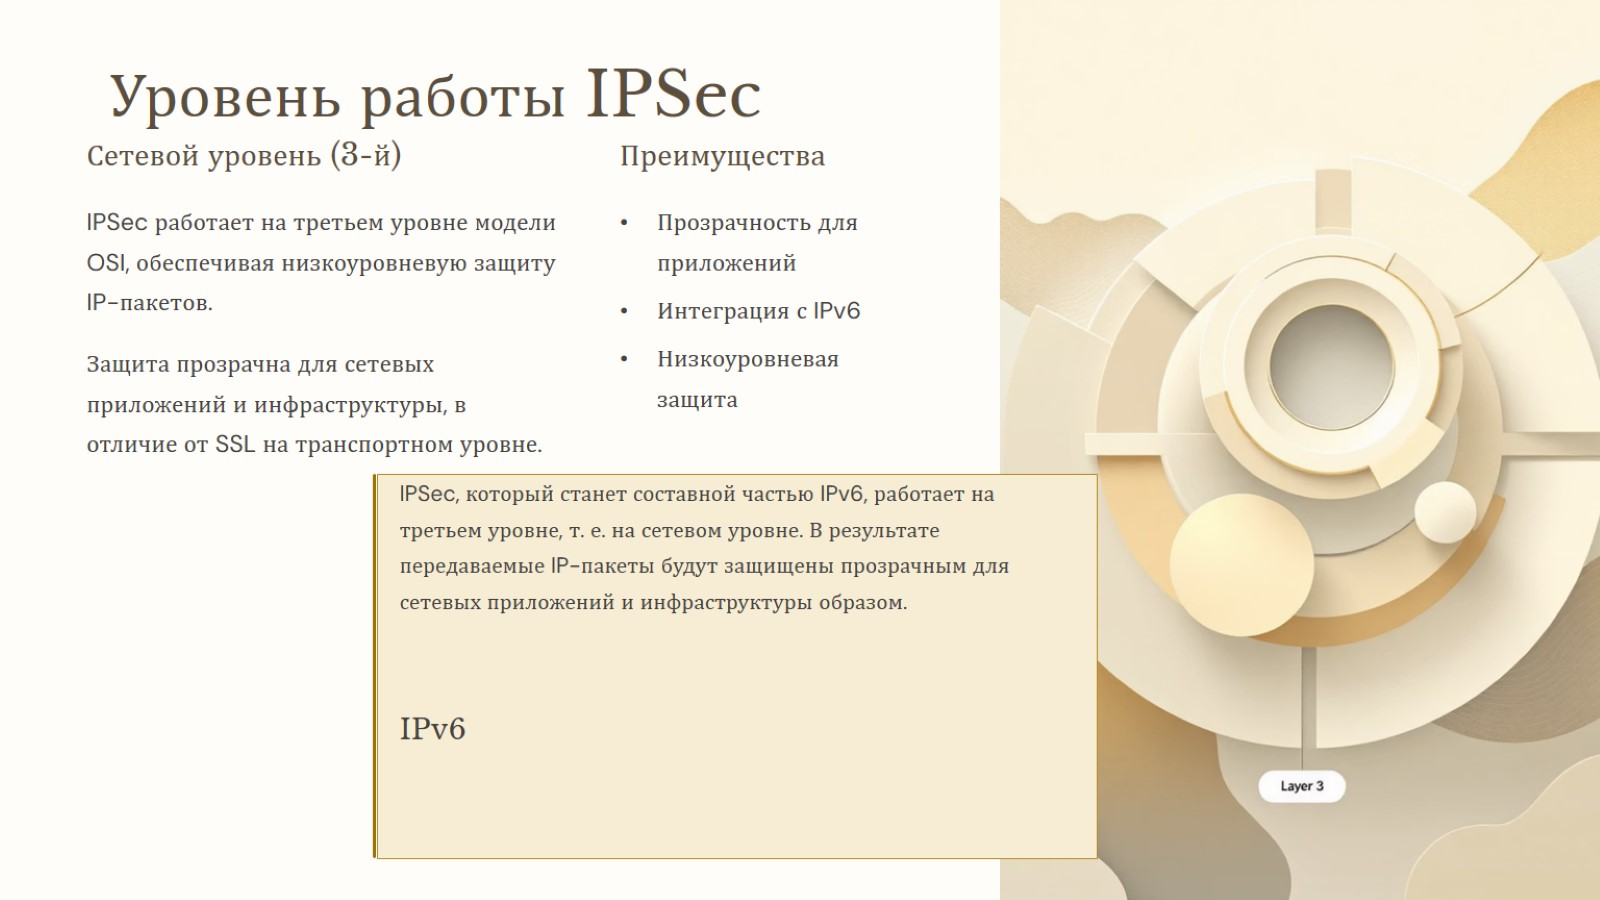 Уровень работы IPSec
Сетевой уровень (3-й)
IPSec работает на третьем уровне модели
OSI, обеспечивая низкоуровневую защиту
IP-пакетов.
Защита прозрачна для сетевых
приложений и инфраструктуры, в
отличие от SSL на транспортном уровне.
Преимущества
• Прозрачность для
приложений
• Интеграция с IPv6
• Низкоуровневая
защита
IPSec, который станет составной частью IPv6, работает на
третьем уровне, т. е. на сетевом уровне. В результате
передаваемые IP-пакеты будут защищены прозрачным для
сетевых приложений и инфраструктуры образом.
IPv6
Layer 3